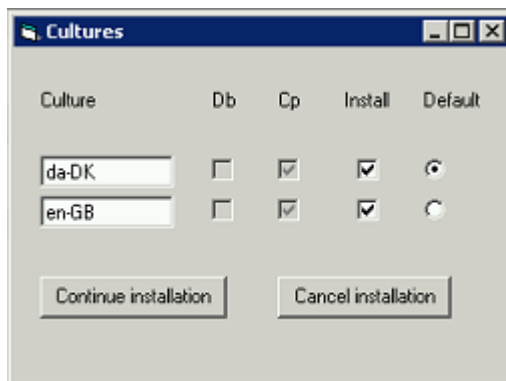 Cultures
Culture Db Cp Install Default
da-DK
en-GB
Continue installation Cancel installation